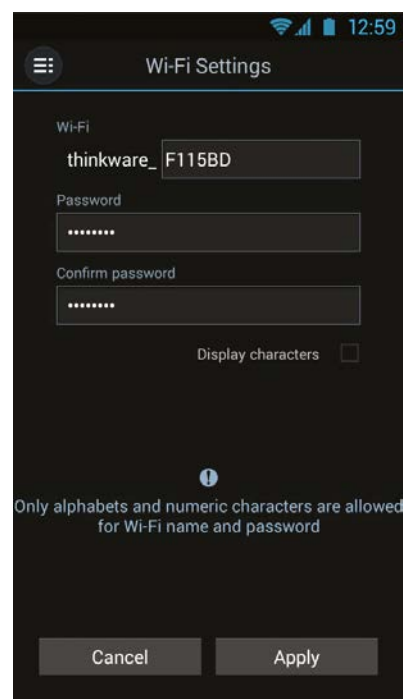 12:59
Wi-Fi Settings
Wi-Fi
thinkware_ F115BD
Password
••••••••
Confirm password
••••••••
Display characters
Only alphabets and numeric characters are allowed
for Wi-Fi name and password
Cancel Apply